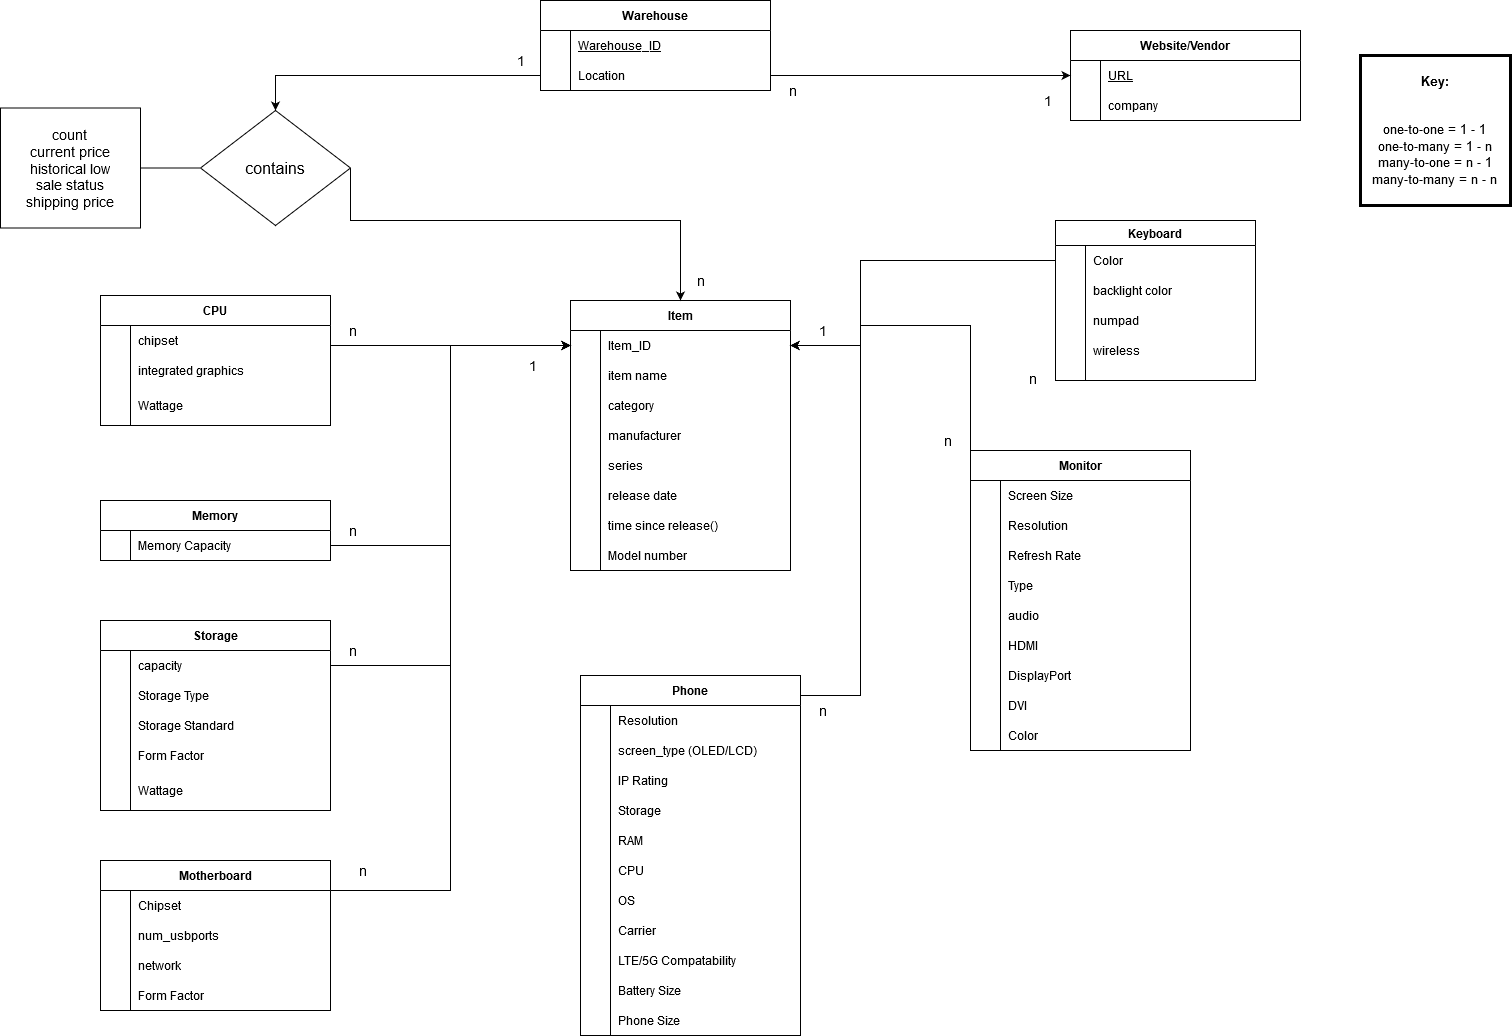 Warehouse
Warehouse_ID
Location
1
n
Website/Vendor
URL
company
1
Key:
one-to-one = 1 - 1
one-to-many = 1 - n
many-to-one = n - 1
many-to-many = n - n
count
current price
historical low
sale status
shipping price
contains
n
Keyboard
Color
backlight color
numpad
wireless
n
CPU
chipset
integrated graphics
Wattage
n
1
Item
Item_ID
item name
category
manufacturer
series
release date
time since release()
Model number
1
n
Monitor
Screen Size
Resolution
Refresh Rate
Type
audio
HDMI
DisplayPort
DVI
Color
Memory
Memory Capacity
n
Storage
capacity
Storage Type
Storage Standard
Form Factor
Wattage
n
Phone
Resolution
screen_type (OLED/LCD)
IP Rating
Storage
RAM
CPU
OS
Carrier
LTE/5G Compatability
Battery Size
Phone Size
n
Motherboard
Chipset
num_usbports
network
Form Factor
n